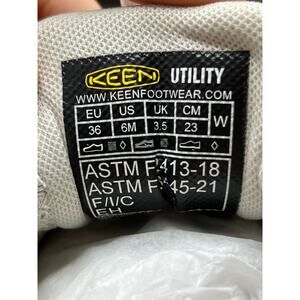 KEEN UTILITY
WWW.KEENFOOTWEAR.COM
EU US UK CM W
36 6M 3.5 23
ASTM F 413-18
ASTM F 45-21
F/I/C
EH